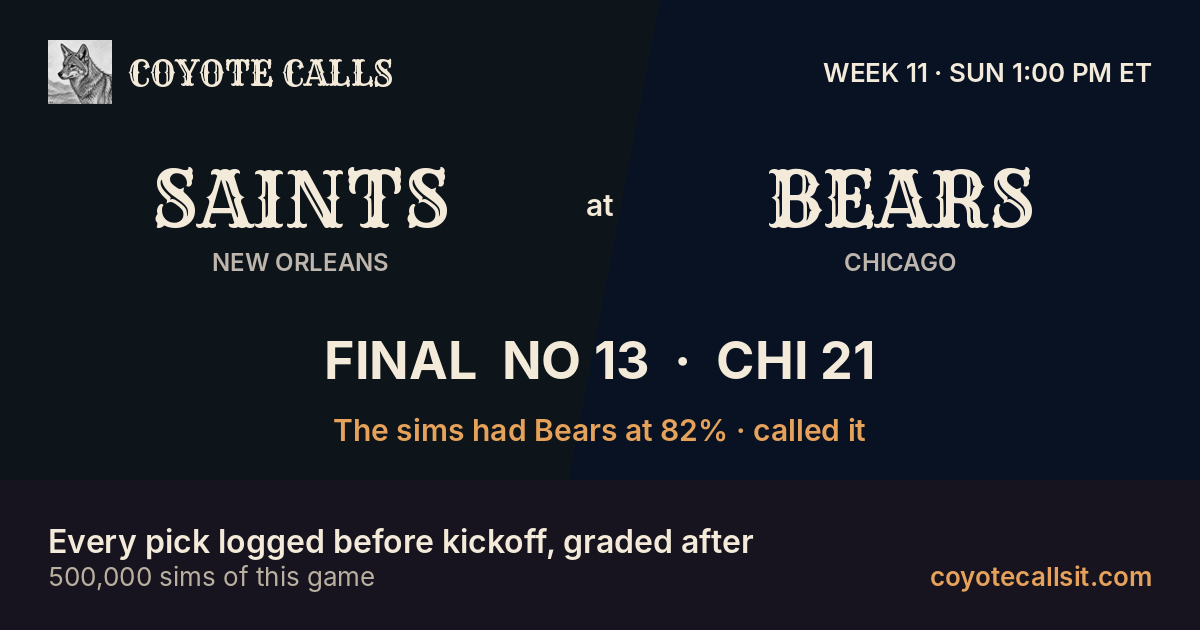 COYOTE CALLS
WEEK 11 · SUN 1:00 PM ET
SAINTS
at
BEARS
NEW ORLEANS
CHICAGO
FINAL NO 13 · CHI 21
The sims had Bears at 82% · called it
Every pick logged before kickoff, graded after
500,000 sims of this game
coyotecallsit.com